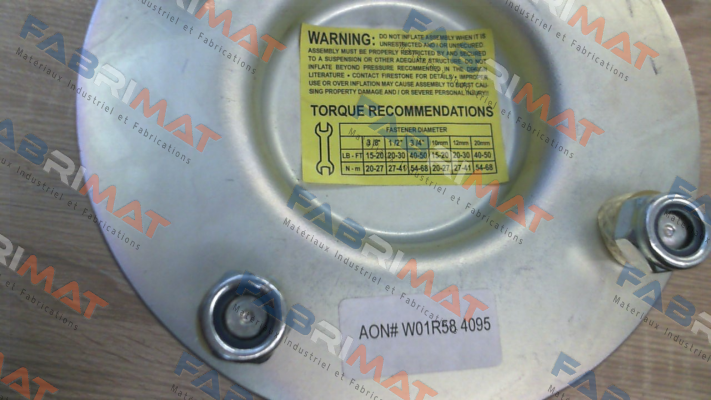 WARNING: DO NOT INFLATE ASSEMBLY WHEN IT IS
UNRESTRICTED AND / OR UNSECURED.
ASSEMBLY MUST BE PROPERLY RESTRICTED BY AND SECURED
TO A SUSPENSION OR OTHER ADEQUATE STRUCTURE. DO NOT
INFLATE BEYOND PRESSURE RECOMMENDED IN THE DESIGN
LITERATURE • CONTACT FIRESTONE FOR DETAILS • IMPROPER
USE OR OVER INFLATION MAY CAUSE ASSEMBLY TO BURST CAU-
SING PROPERTY DAMAGE AND / OR SEVERE PERSONAL INJURY.
TORQUE RECOMMENDATIONS
FASTENER DIAMETER
3/8" 1/2" 3/4" 10mm 12mm 20mm
LB - FT 15-20 20-30 40-50 15-20 20-30 40-50
N - m 20-27 27-41 54-68 20-27 27-41 54-68
AON# W01R58 4095
FABRIMAT
Materiaux Industriel et Fabrications